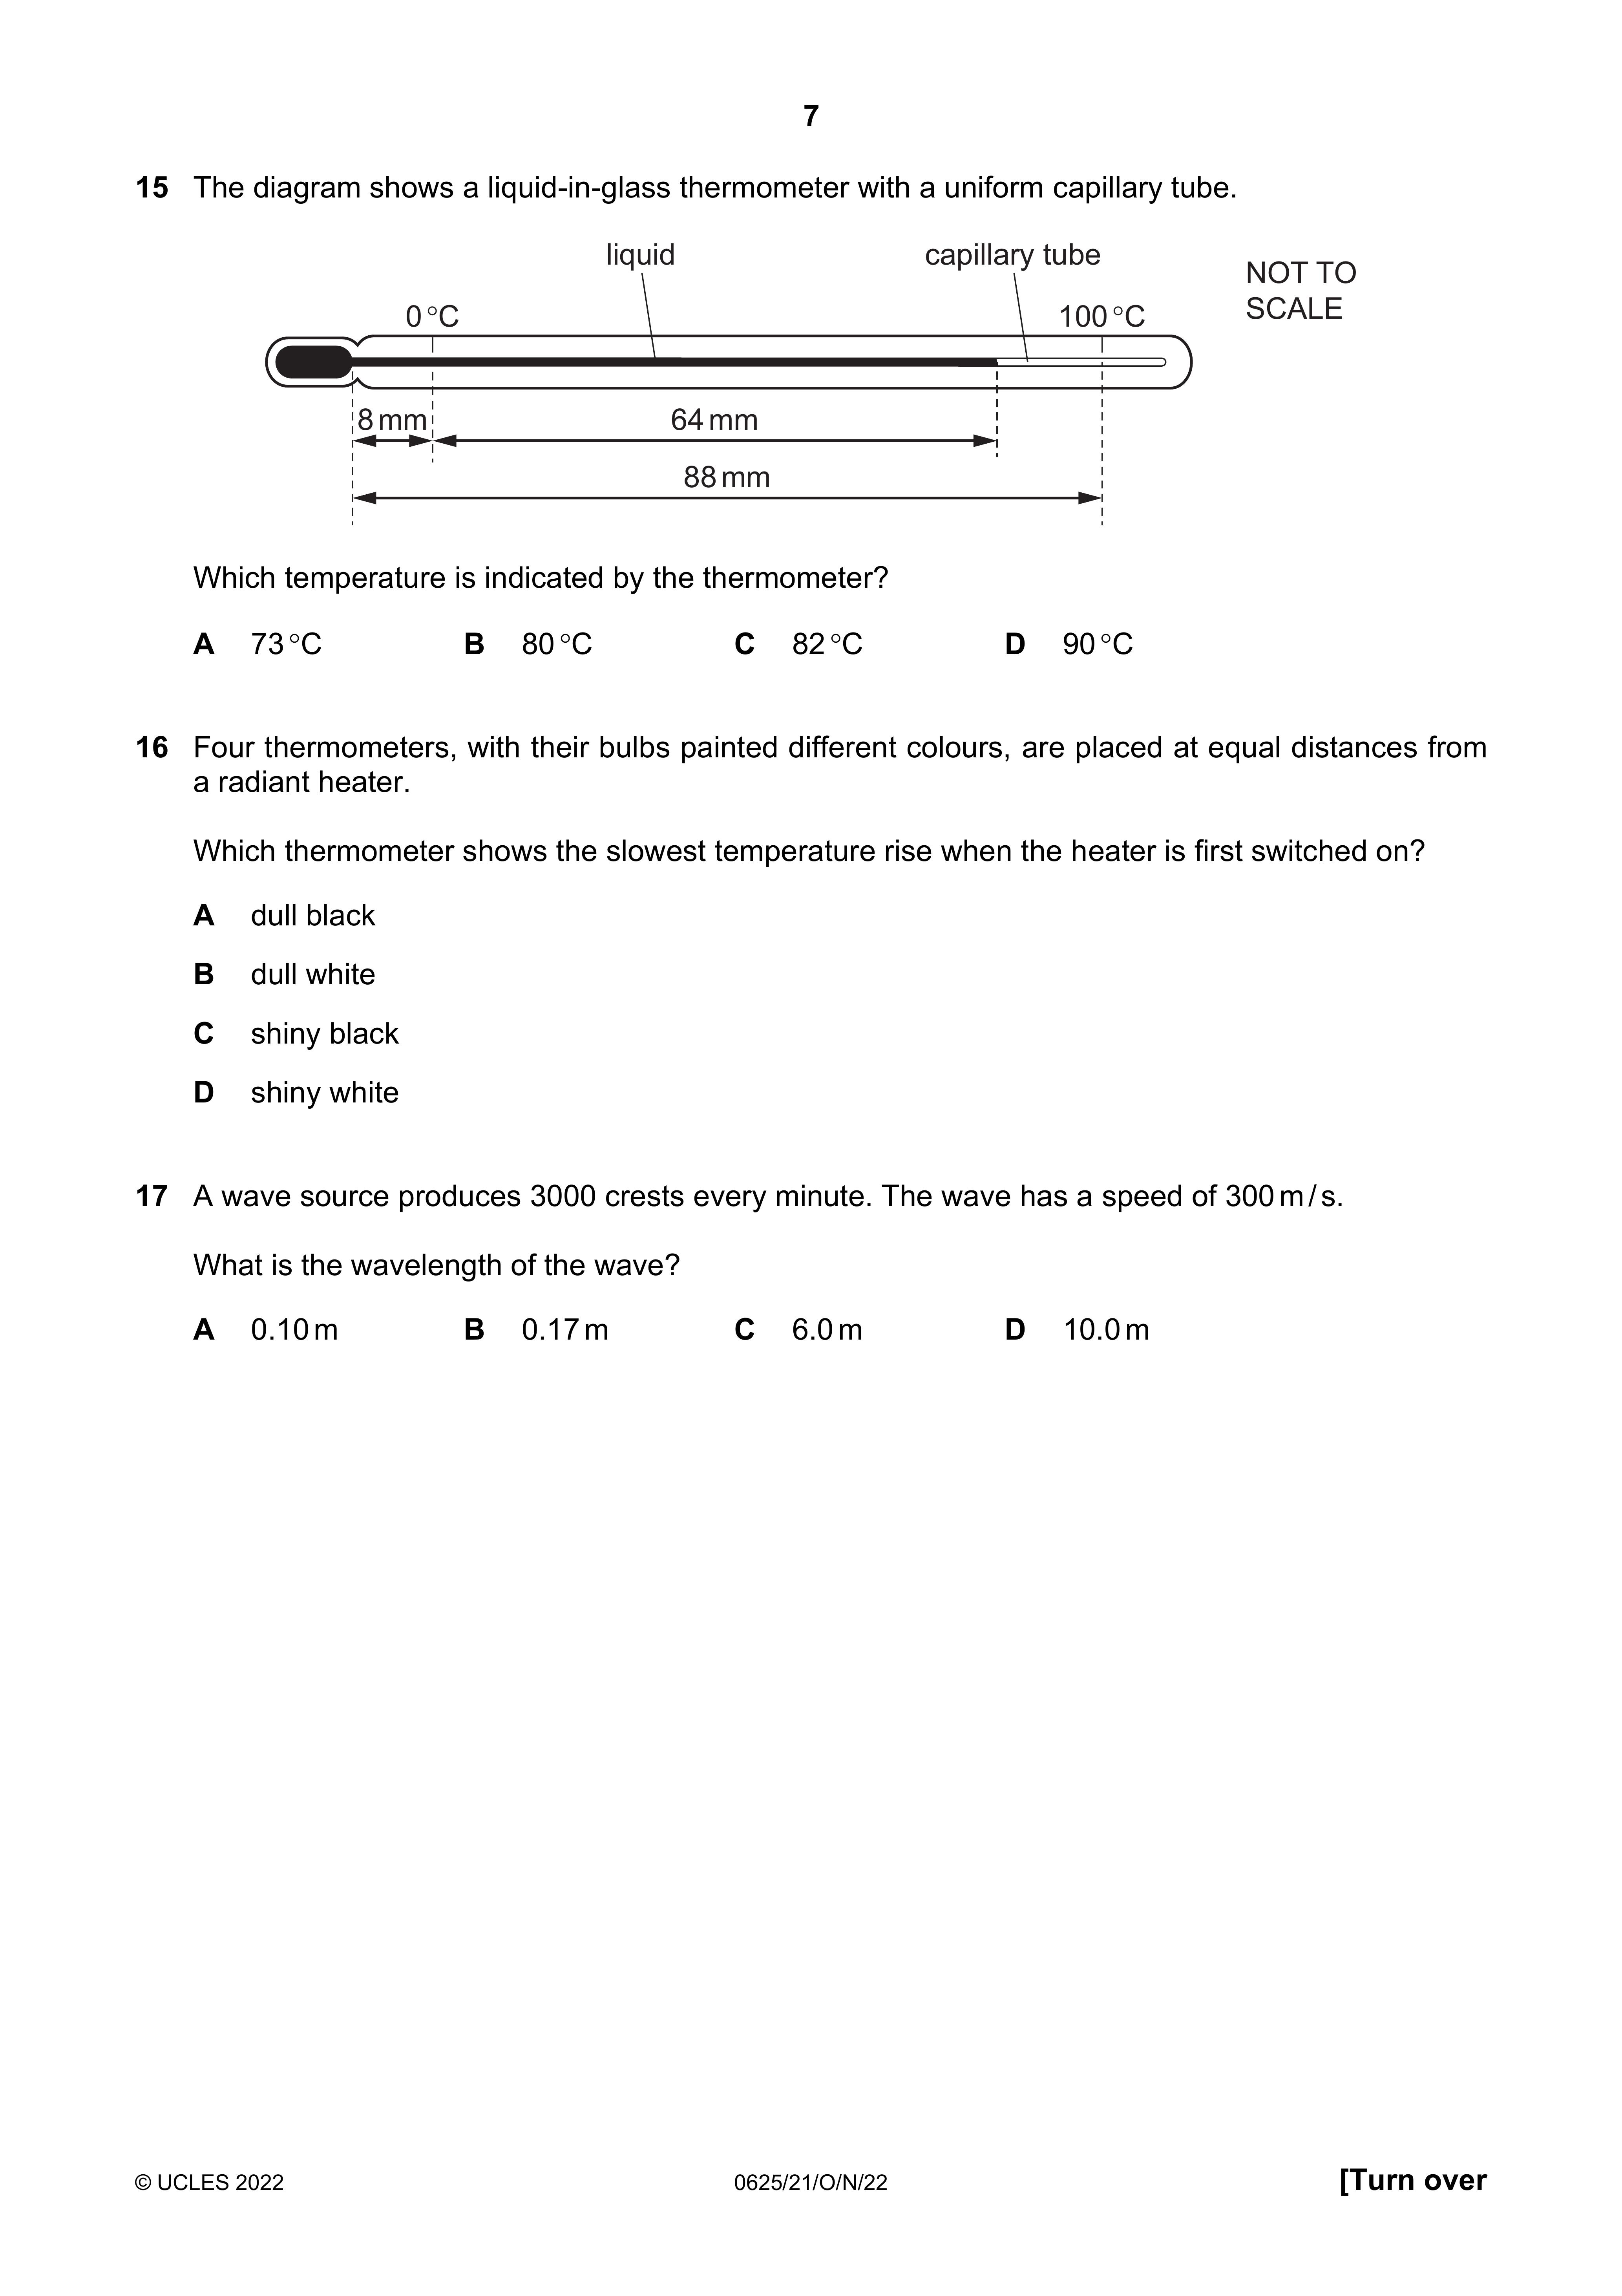 7
15 The diagram shows a liquid-in-glass thermometer with a uniform capillary tube.
liquid
capillary tube
NOT TO
SCALE
0 °C
100 °C
8 mm
64 mm
88 mm
Which temperature is indicated by the thermometer?
A 73 °C B 80 °C C 82 °C D 90 °C
16 Four thermometers, with their bulbs painted different colours, are placed at equal distances from
a radiant heater.
Which thermometer shows the slowest temperature rise when the heater is first switched on?
A dull black
B dull white
C shiny black
D shiny white
17 A wave source produces 3000 crests every minute. The wave has a speed of 300 m / s.
What is the wavelength of the wave?
A 0.10 m B 0.17 m C 6.0 m D 10.0 m
© UCLES 2022 0625/21/O/N/22 [Turn over